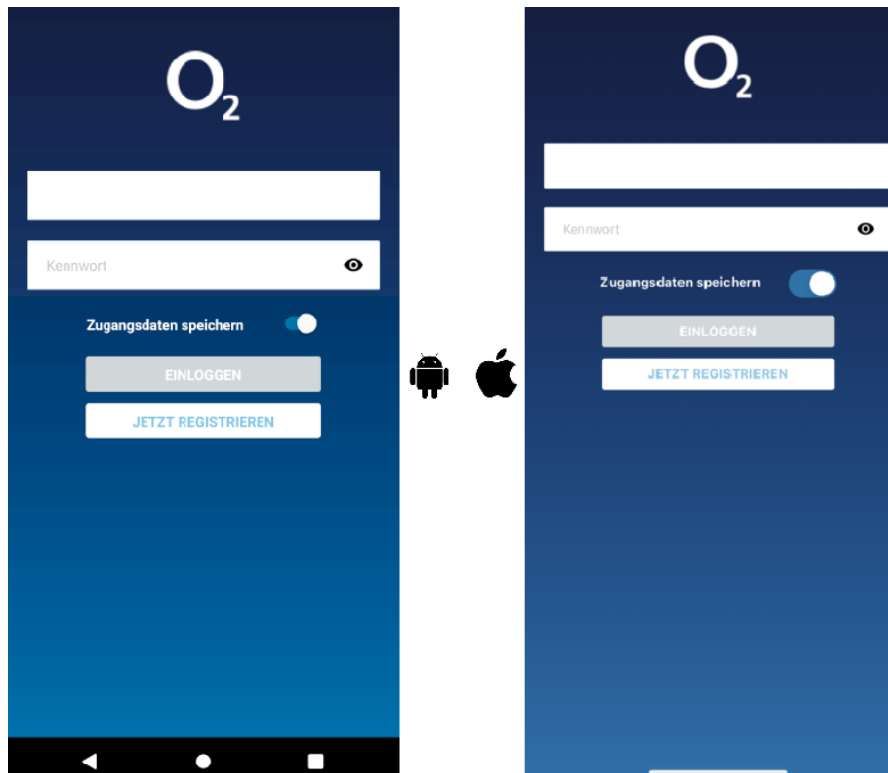 O2
Kennwort
Zugangsdaten speichern
EINLOGGEN
JETZT REGISTRIEREN
O2
Kennwort
Zugangsdaten speichern
EINLOGGEN
JETZT REGISTRIEREN